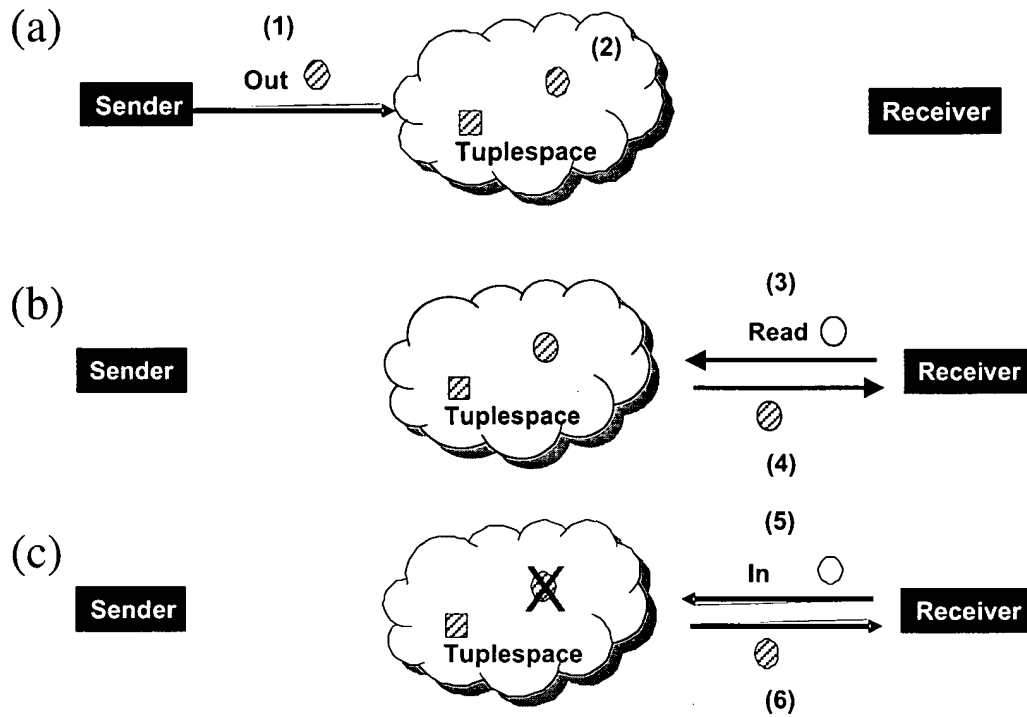 (a)
(1)
Out
Sender
(2)
Tuplespace
Receiver
(b)
(3)
Read
Sender
Tuplespace
Receiver
(4)
(c)
(5)
In
Sender
Tuplespace
Receiver
(6)